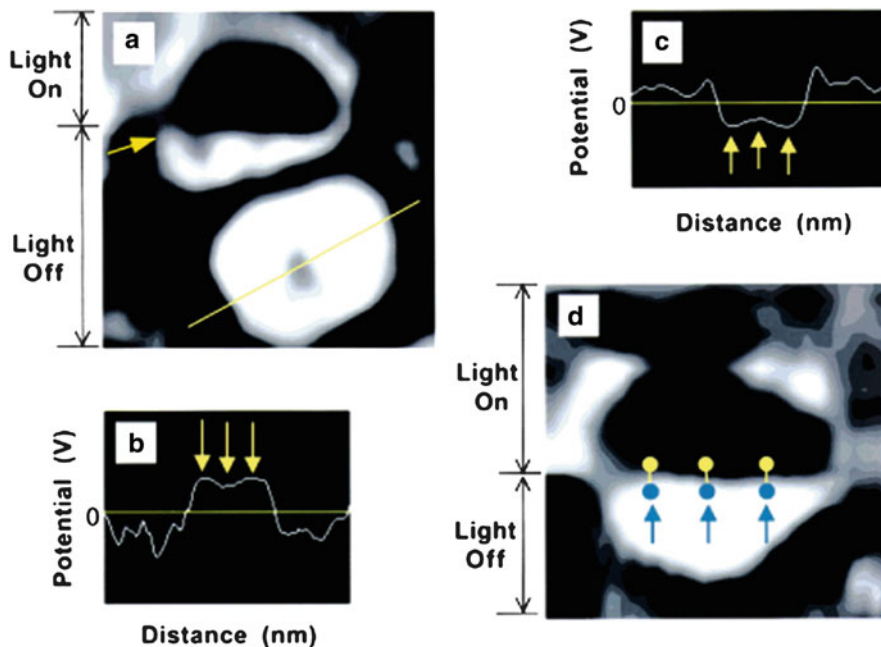 a
Light
On
Light
Off
b
Potential (V)
0
Distance (nm)
c
Potential (V)
0
Distance (nm)
d
Light
On
Light
Off